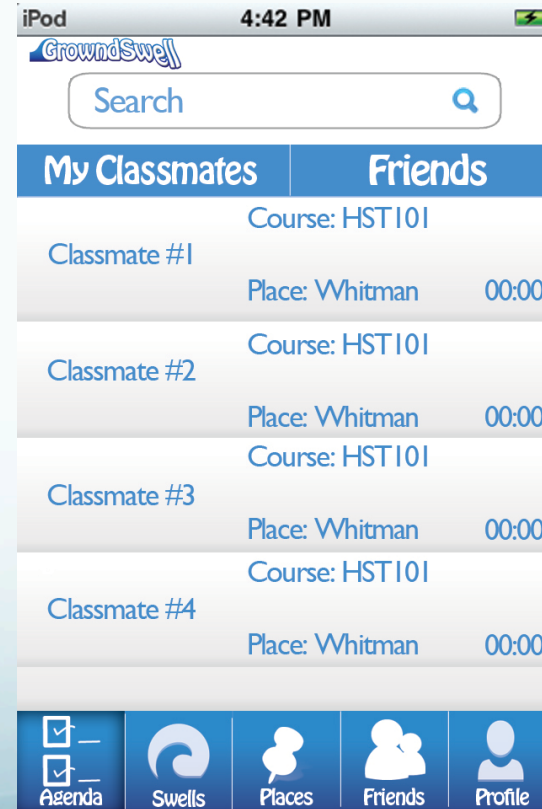 iPod 4:42 PM
GrowndSwell
Search
My Classmates Friends
Course: HST101
Classmate #1
Place: Whitman 00:00
Course: HST101
Classmate #2
Place: Whitman 00:00
Course: HST101
Classmate #3
Place: Whitman 00:00
Course: HST101
Classmate #4
Place: Whitman 00:00
Agenda Swells Places Friends Profile